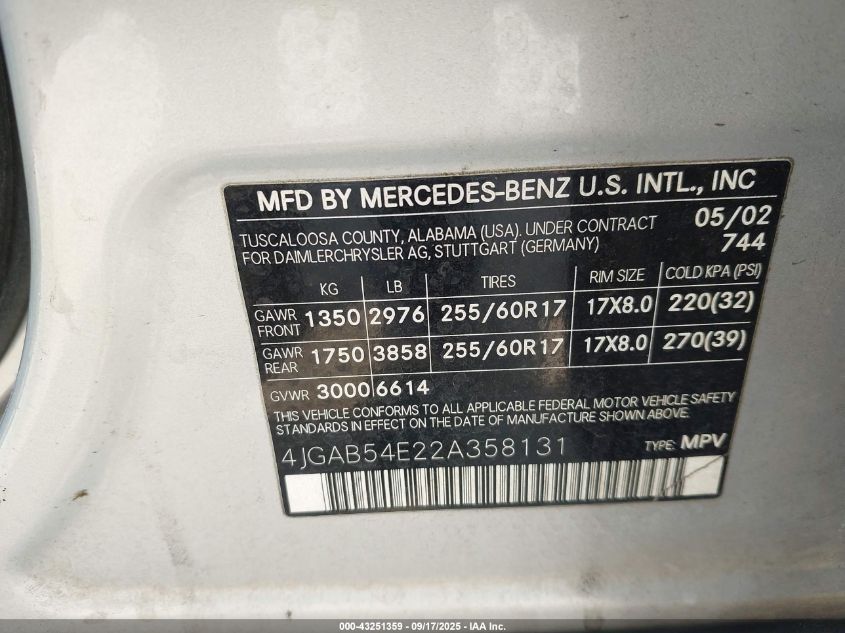 MFD BY MERCEDES-BENZ U.S. INTL., INC
TUSCALOOSA COUNTY, ALABAMA (USA). UNDER CONTRACT 05/02
FOR DAIMLERCHRYSLER AG, STUTTGART (GERMANY) 744
KG LB TIRES RIM SIZE COLD KPA (PSI)
GAWR FRONT 1350 2976 255/60R17 17X8.0 220(32)
GAWR REAR 1750 3858 255/60R17 17X8.0 270(39)
GVWR 3000 6614
THIS VEHICLE CONFORMS TO ALL APPLICABLE FEDERAL MOTOR VEHICLE SAFETY
STANDARDS IN EFFECT ON THE DATE OF MANUFACTURE SHOWN ABOVE.
4JGAB54E22A358131 TYPE: MPV
000-43251359 - 09/17/2025 - IAA Inc.